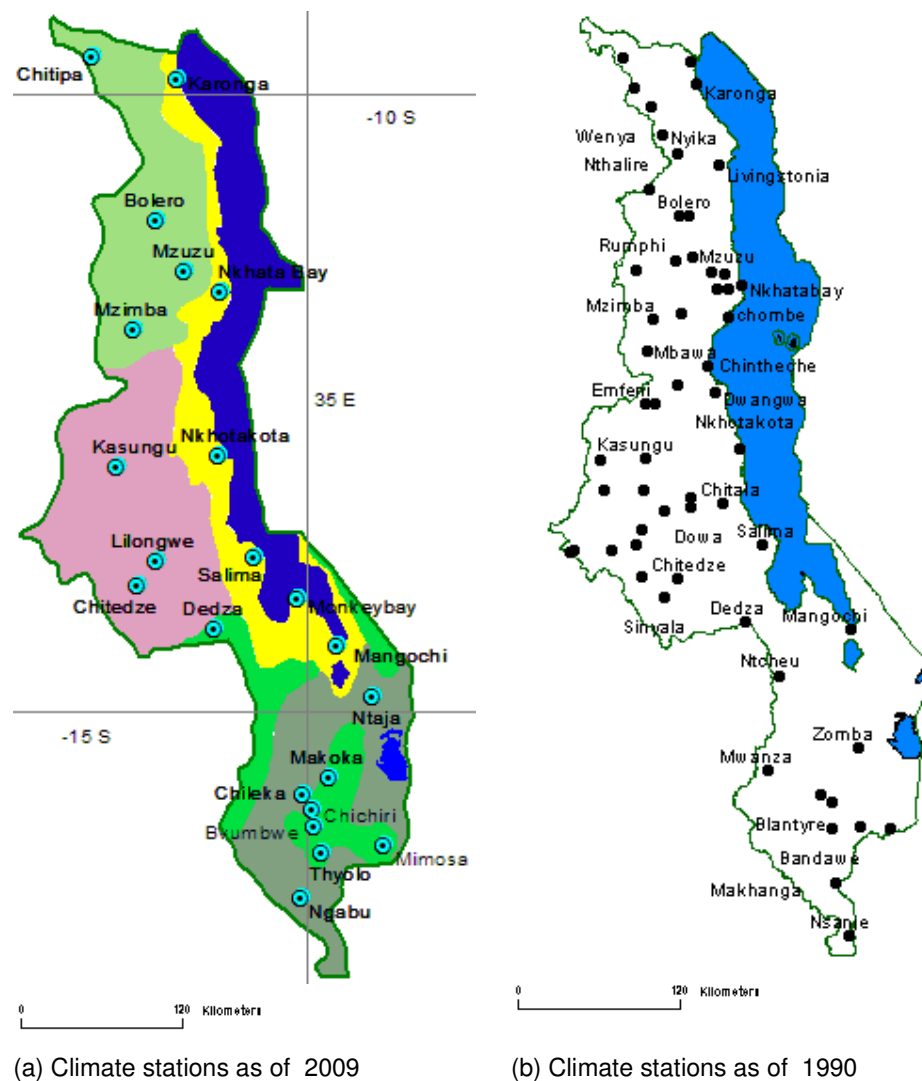 Chitipa
Karonga
-10 S
Bolero
Mzuzu
Nkhata Bay
Mzimba
35 E
Nkhotakota
Kasungu
Lilongwe
Salima
Chitedze
Dedza
Monkeybay
Mangochi
Ntaja
-15 S
Makoka
Chileka
Chichiri
Bvumbwe
Mimosa
Thyolo
Ngabu
0 120 Kilometers
(a) Climate stations as of 2009
Karonga
Wenya
Nyika
Nthalire
Livingztonia
Bolero
Rumphi
Mzuzu
Nkhatabay
Mzimba
chombe
Mbawa
Chintheche
Emfeni
Dwangwa
Nkhotakota
Kasungu
Chitala
Dowa
Salima
Chitedze
Dedza
Mangochi
Sinyala
Ntcheu
Zomba
Mwanza
Blantyre
Bandawe
Makhanga
Nsanje
0 120 Kilometers
(b) Climate stations as of 1990